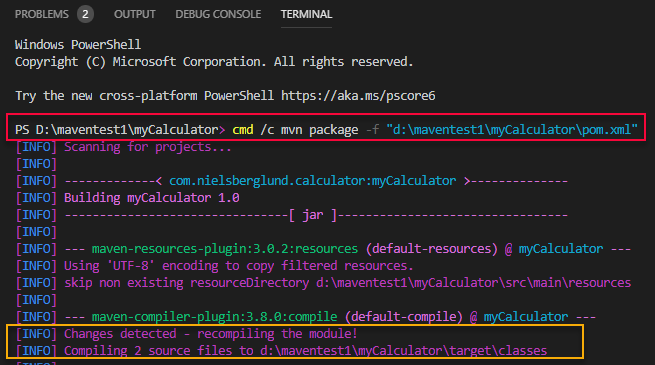 PROBLEMS 2 OUTPUT DEBUG CONSOLE TERMINAL
Windows PowerShell
Copyright (C) Microsoft Corporation. All rights reserved.
Try the new cross-platform PowerShell https://aka.ms/pscore6
PS D:\maventest1\myCalculator> cmd /c mvn package -f "d:\maventest1\myCalculator\pom.xml"
[INFO] Scanning for projects...
[INFO]
[INFO] -------------< com.nielsberglund.calculator:myCalculator >--------------
[INFO] Building myCalculator 1.0
[INFO] --------------------------------[ jar ]---------------------------------
[INFO]
[INFO] --- maven-resources-plugin:3.0.2:resources (default-resources) @ myCalculator ---
[INFO] Using 'UTF-8' encoding to copy filtered resources.
[INFO] skip non existing resourceDirectory d:\maventest1\myCalculator\src\main\resources
[INFO]
[INFO] --- maven-compiler-plugin:3.8.0:compile (default-compile) @ myCalculator ---
[INFO] Changes detected - recompiling the module!
[INFO] Compiling 2 source files to d:\maventest1\myCalculator\target\classes
[INFO]